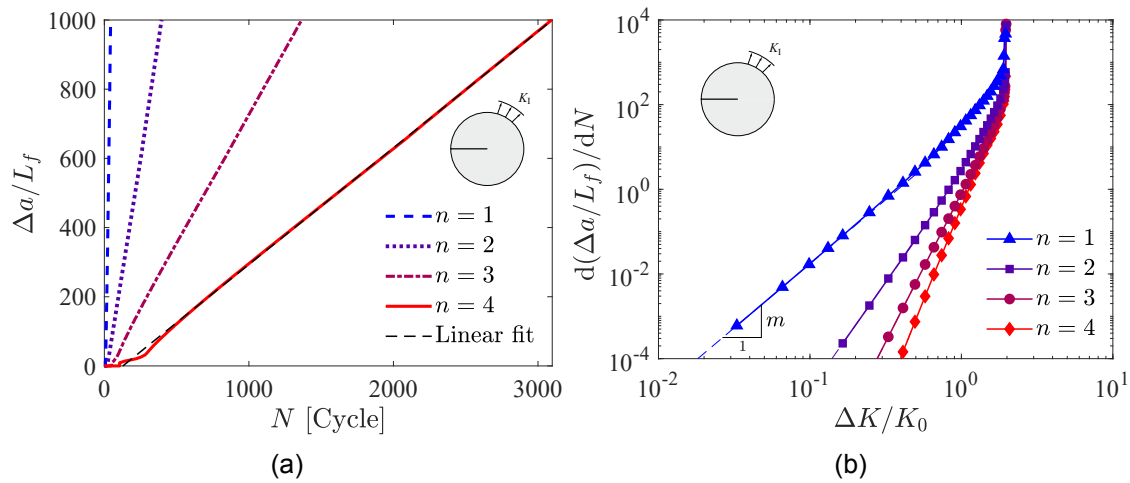 1000
800
600
400
200
0
Δa/L_f
0 1000 2000 3000
N [Cycle]
K_I
n = 1
n = 2
n = 3
n = 4
Linear fit
(a)
10^4
10^2
10^0
10^-2
10^-4
d(Δa/L_f)/dN
10^-2 10^-1 10^0 10^1
ΔK/K_0
K_I
n = 1
n = 2
n = 3
n = 4
m
1
(b)